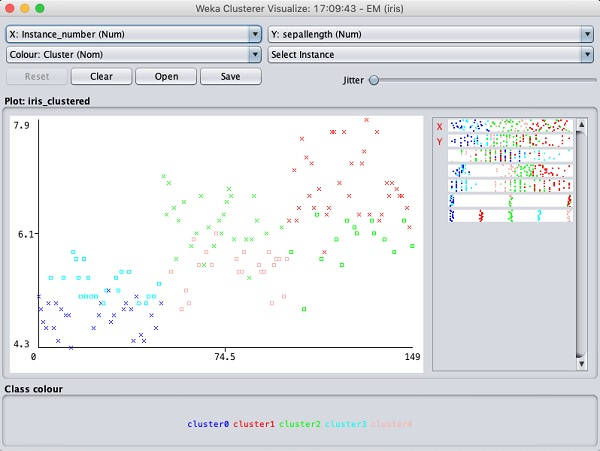 Weka Clusterer Visualize: 17:09:43 - EM (iris)
X: Instance_number (Num)
Y: sepallength (Num)
Colour: Cluster (Nom)
Select Instance
Reset
Clear
Open
Save
Jitter
Plot: iris_clustered
7.9
6.1
4.3
0
74.5
149
X
Y
Class colour
cluster0 cluster1 cluster2 cluster3 cluster4